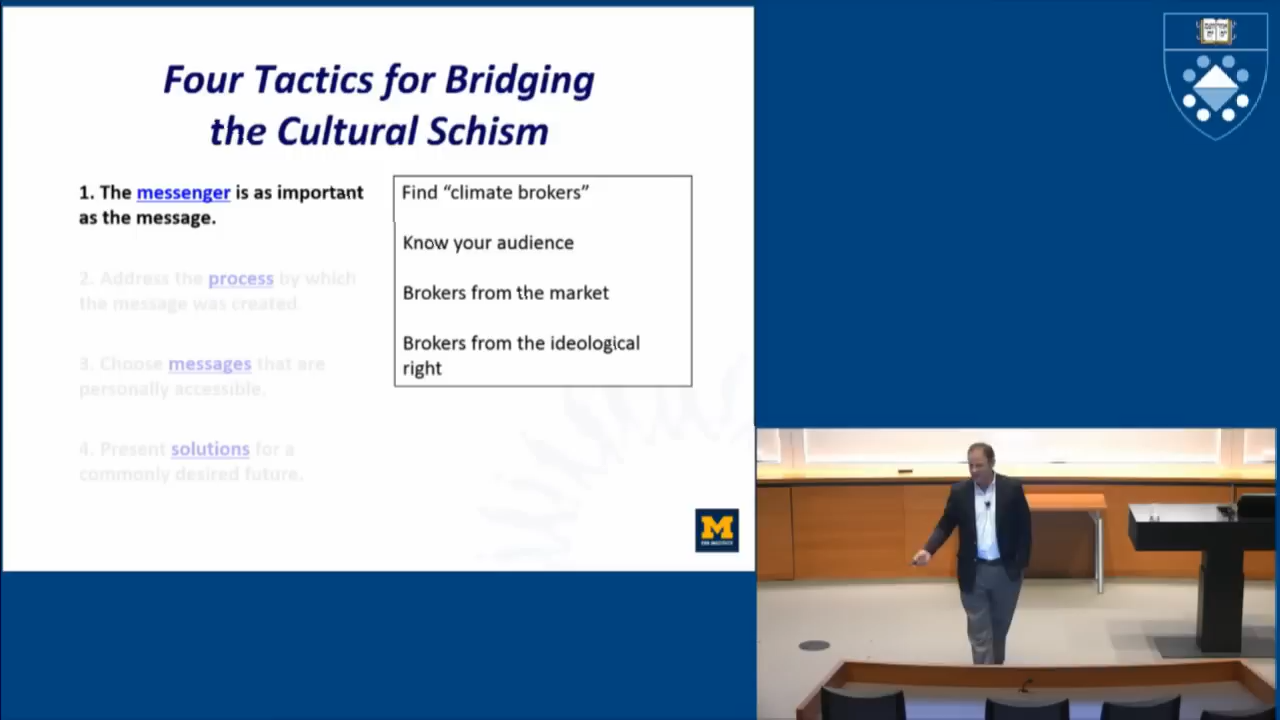 Four Tactics for Bridging
the Cultural Schism
1. The messenger is as important
as the message.
2. Address the process by which
the message was created.
3. Choose messages that are
personally accessible.
4. Present solutions for a
commonly desired future.
Find “climate brokers”
Know your audience
Brokers from the market
Brokers from the ideological
right
M